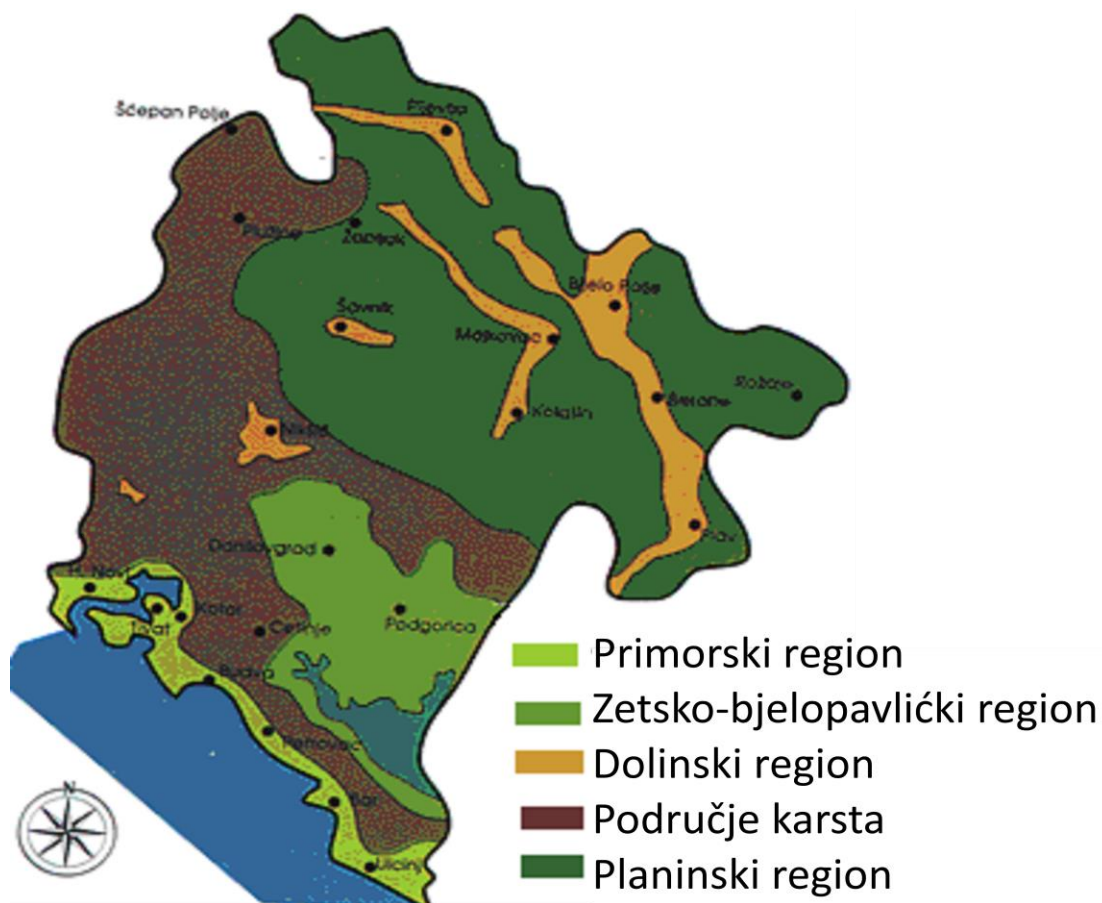 Šćepan Polje
Pljevlja
Plužine
Žabljak
Šavnik
Bijelo Polje
Mojkovac
Rožaje
Berane
Kolašin
Plav
Danilovgrad
H. Novi
Kotor
Tivat
Cetinje
Podgorica
Budva
Petrovac
Bar
Ulcinj
N
Primorski region
Zetsko-bjelopavlićki region
Dolinski region
Područje karsta
Planinski region